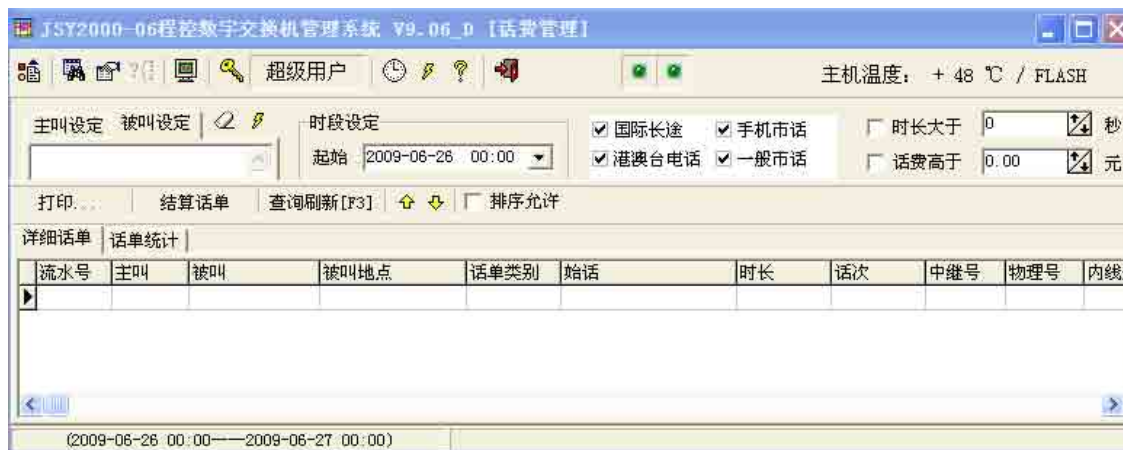 JSY2000-06程控数字交换机管理系统 V9.06_D [话费管理]
超级用户 主机温度: + 48 ℃ / FLASH
主叫设定 被叫设定 时段设定
国际长途 手机市话 时长大于 0 秒
起始 2009-06-26 00:00 港澳台电话 一般市话 话费高于 0.00 元
打印... 结算话单 查询刷新[F3] 排序允许
详细话单 话单统计
流水号 主叫 被叫 被叫地点 话单类别 始话 时长 话次 中继号 物理号 内线
(2009-06-26 00:00——2009-06-27 00:00)